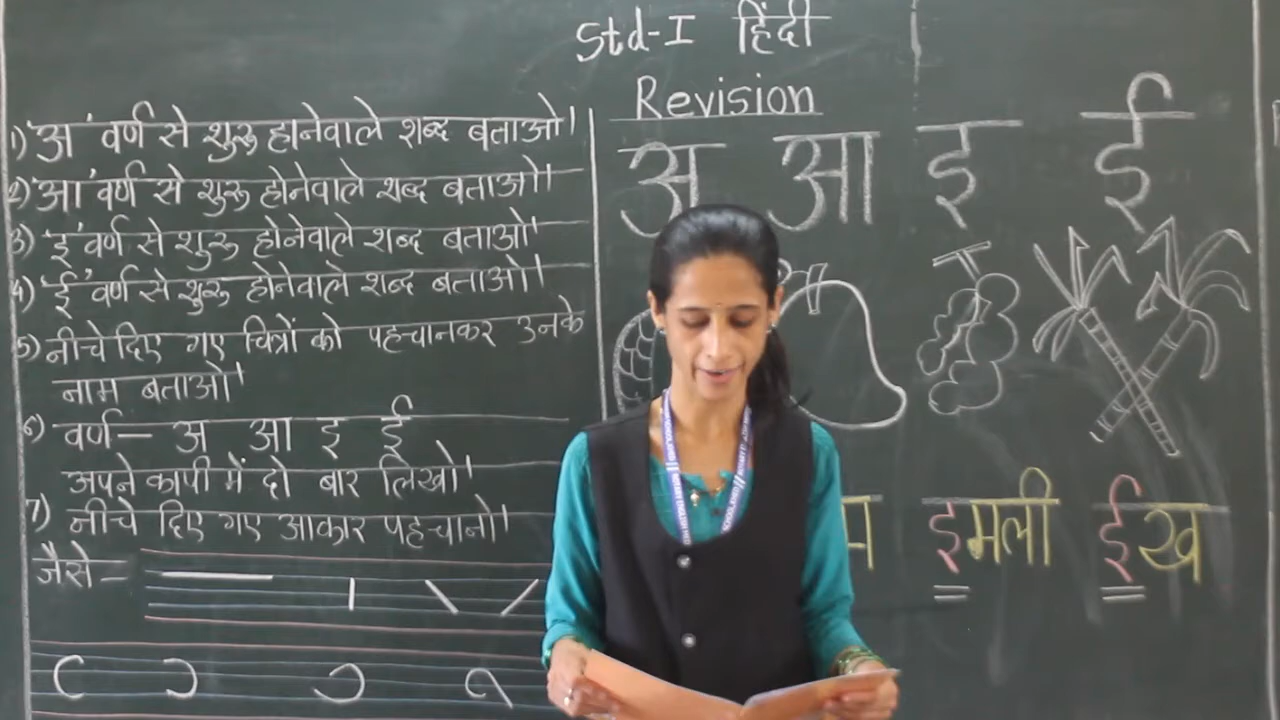 Std-I हिंदी
Revision
1) 'अ' वर्ण से शुरू होनेवाले शब्द बताओ।
2) 'आ' वर्ण से शुरू होनेवाले शब्द बताओ।
3) 'इ' वर्ण से शुरू होनेवाले शब्द बताओ।
4) 'ई' वर्ण से शुरू होनेवाले शब्द बताओ।
5) नीचे दिए गए चित्रों को पहचानकर उनके
नाम बताओ।
6) वर्ण – अ आ इ ई
अपने कापी में दो बार लिखो।
7) नीचे दिए गए आकार पहचानो।
जैसे –
अ आ इ ई
इमली ईख